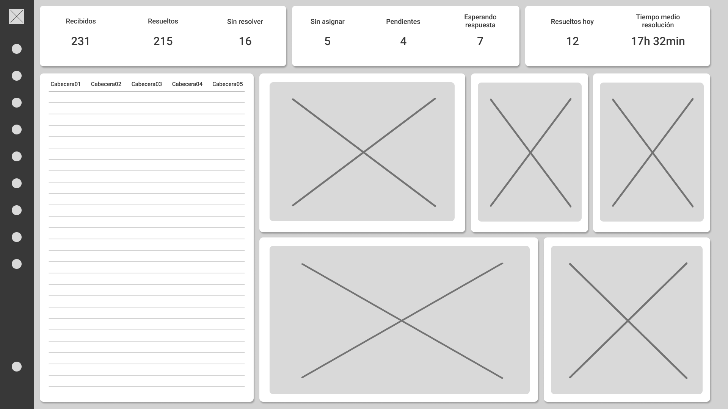 Recibidos
231
Resueltos
215
Sin resolver
16
Sin asignar
5
Pendientes
4
Esperando
respuesta
7
Resueltos hoy
12
Tiempo medio
resolución
17h 32min
Cabecera01 Cabecera02 Cabecera03 Cabecera04 Cabecera05